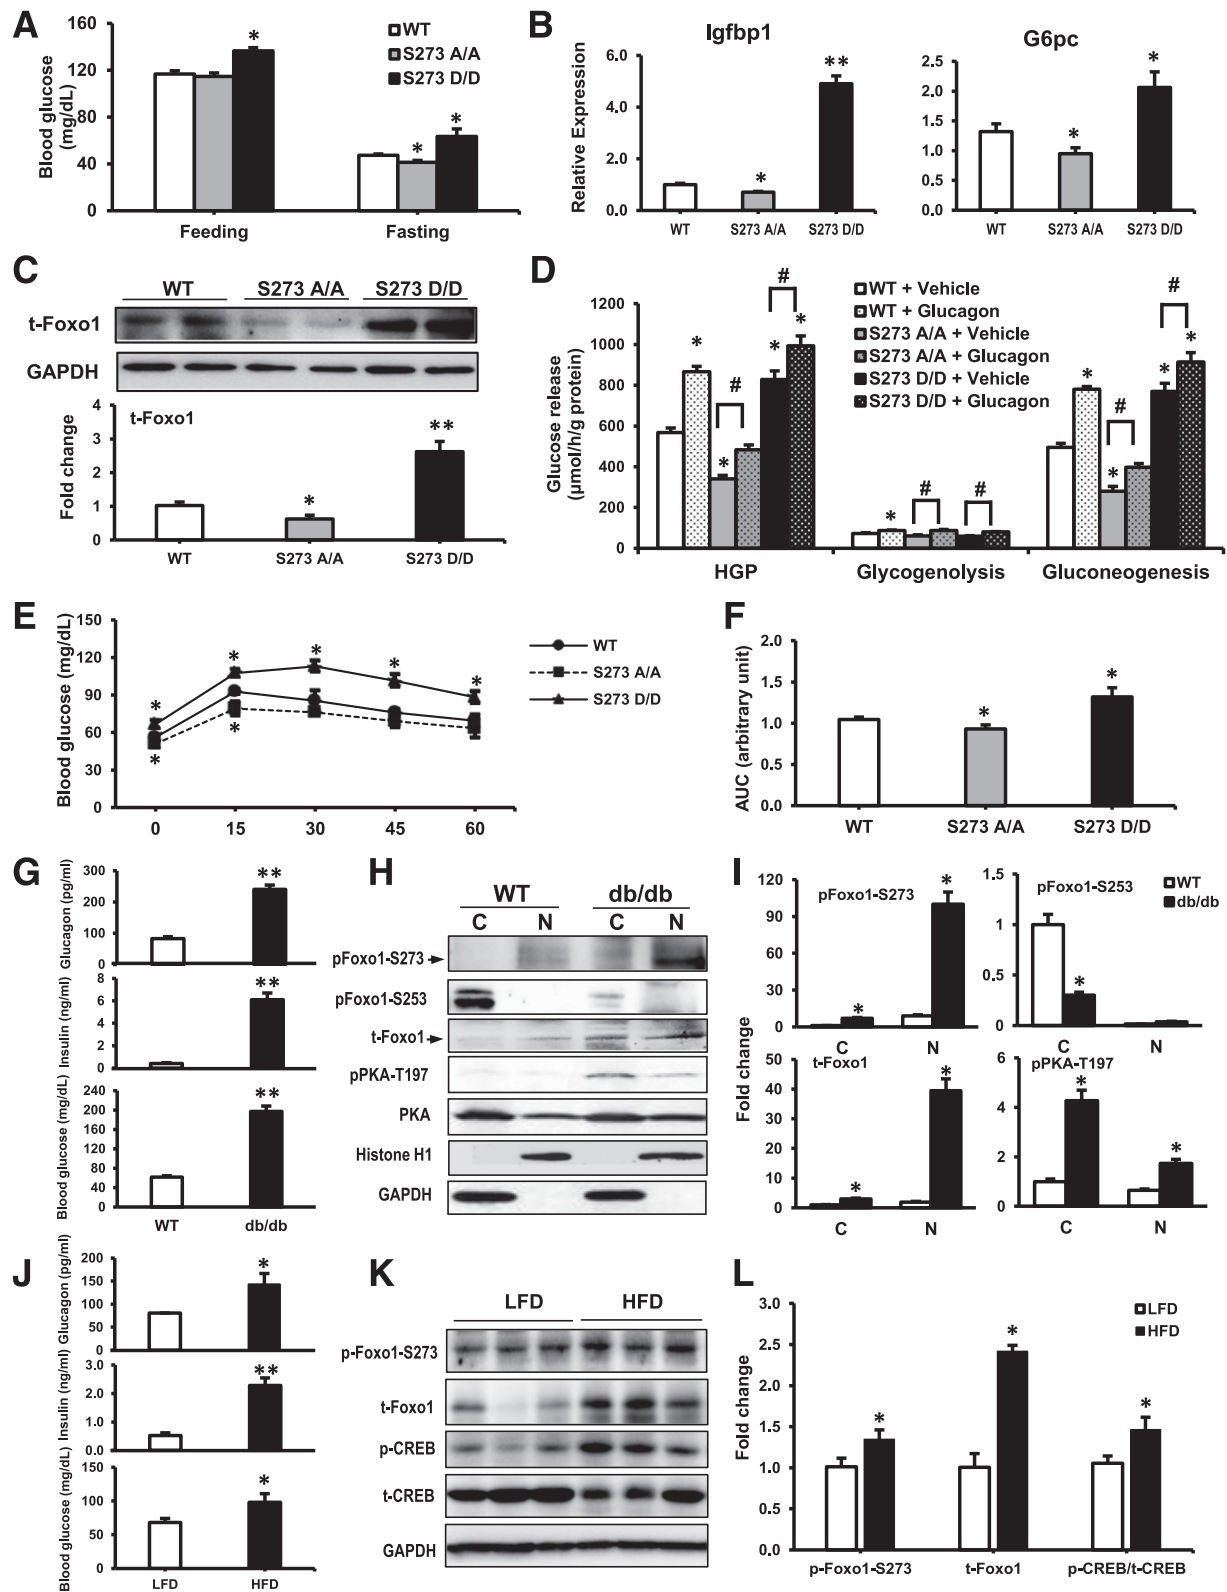 A
Blood glucose
(mg/dL)
160
120
80
40
0
*
*
*
WT
S273 A/A
S273 D/D
Feeding
Fasting
B
Igfbp1
Relative Expression
6.0
4.0
2.0
0.0
*
**
WT
S273 A/A
S273 D/D
G6pc
2.5
2.0
1.5
1.0
0.5
0.0
*
*
WT
S273 A/A
S273 D/D
C
WT
S273 A/A
S273 D/D
t-Foxo1
GAPDH
t-Foxo1
Fold change
4
3
2
1
0
*
**
WT
S273 A/A
S273 D/D
D
Glucose release
(µmol/h/g protein)
1200
1000
800
600
400
200
0
WT + Vehicle
WT + Glucagon
S273 A/A + Vehicle
S273 A/A + Glucagon
S273 D/D + Vehicle
S273 D/D + Glucagon
* * # * * #
* # #
* * # * * #
HGP
Glycogenolysis
Gluconeogenesis
E
Blood glucose (mg/dL)
150
120
90
60
30
0
* * * * *
* *
0 15 30 45 60
WT
S273 A/A
S273 D/D
F
AUC (arbitrary unit)
2.0
1.5
1.0
0.5
0.0
*
*
WT
S273 A/A
S273 D/D
G
Glucagon (pg/ml)
300
200
100
0
**
Insulin (ng/ml)
8
6
4
2
0
**
Blood glucose (mg/dL)
240
200
160
120
80
40
0
**
WT
db/db
H
WT
db/db
C N C N
pFoxo1-S273
pFoxo1-S253
t-Foxo1
pPKA-T197
PKA
Histone H1
GAPDH
I
Fold change
pFoxo1-S273
120
90
60
30
0
*
*
C N
pFoxo1-S253
WT
db/db
1.5
1
0.5
0
*
C N
t-Foxo1
50
40
30
20
10
0
*
*
C N
pPKA-T197
6
4
2
0
*
*
C N
J
Glucagon (pg/ml)
200
150
100
50
0
*
Insulin (ng/ml)
3.0
2.0
1.0
0.0
**
Blood glucose (mg/dL)
150
100
50
0
*
LFD
HFD
K
LFD
HFD
p-Foxo1-S273
t-Foxo1
p-CREB
t-CREB
GAPDH
L
Fold change
3.0
2.5
2.0
1.5
1.0
0.5
0.0
LFD
HFD
*
*
*
p-Foxo1-S273
t-Foxo1
p-CREB/t-CREB